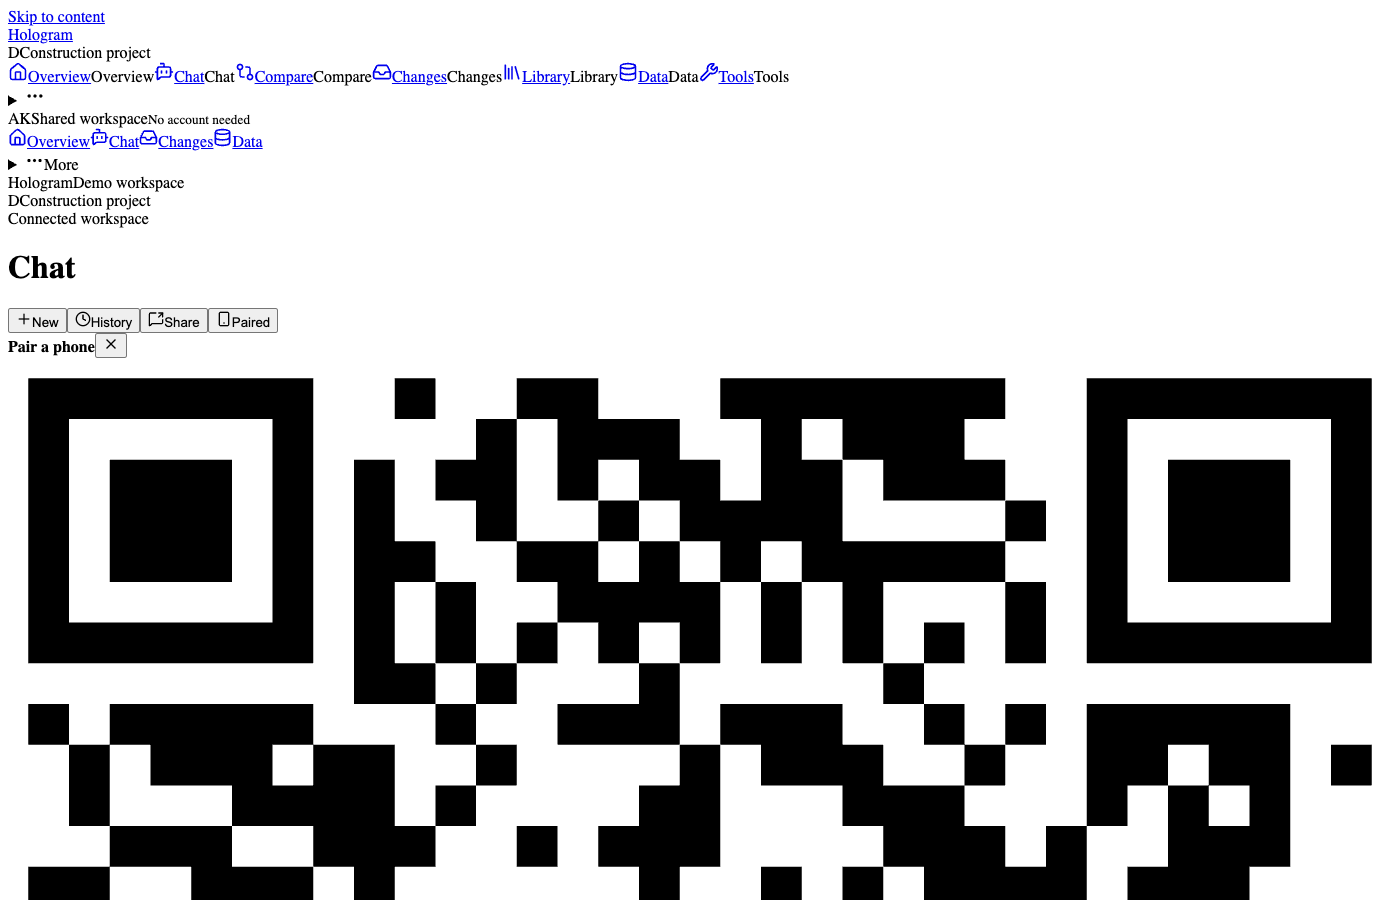 Skip to content
Hologram
DConstruction project
OverviewOverviewChatChatCompareCompareChangesChangesLibraryLibraryDataDataToolsTools
AKShared workspaceNo account needed
OverviewChatChangesData
More
HologramDemo workspace
DConstruction project
Connected workspace
Chat
New History Share Paired
Pair a phone